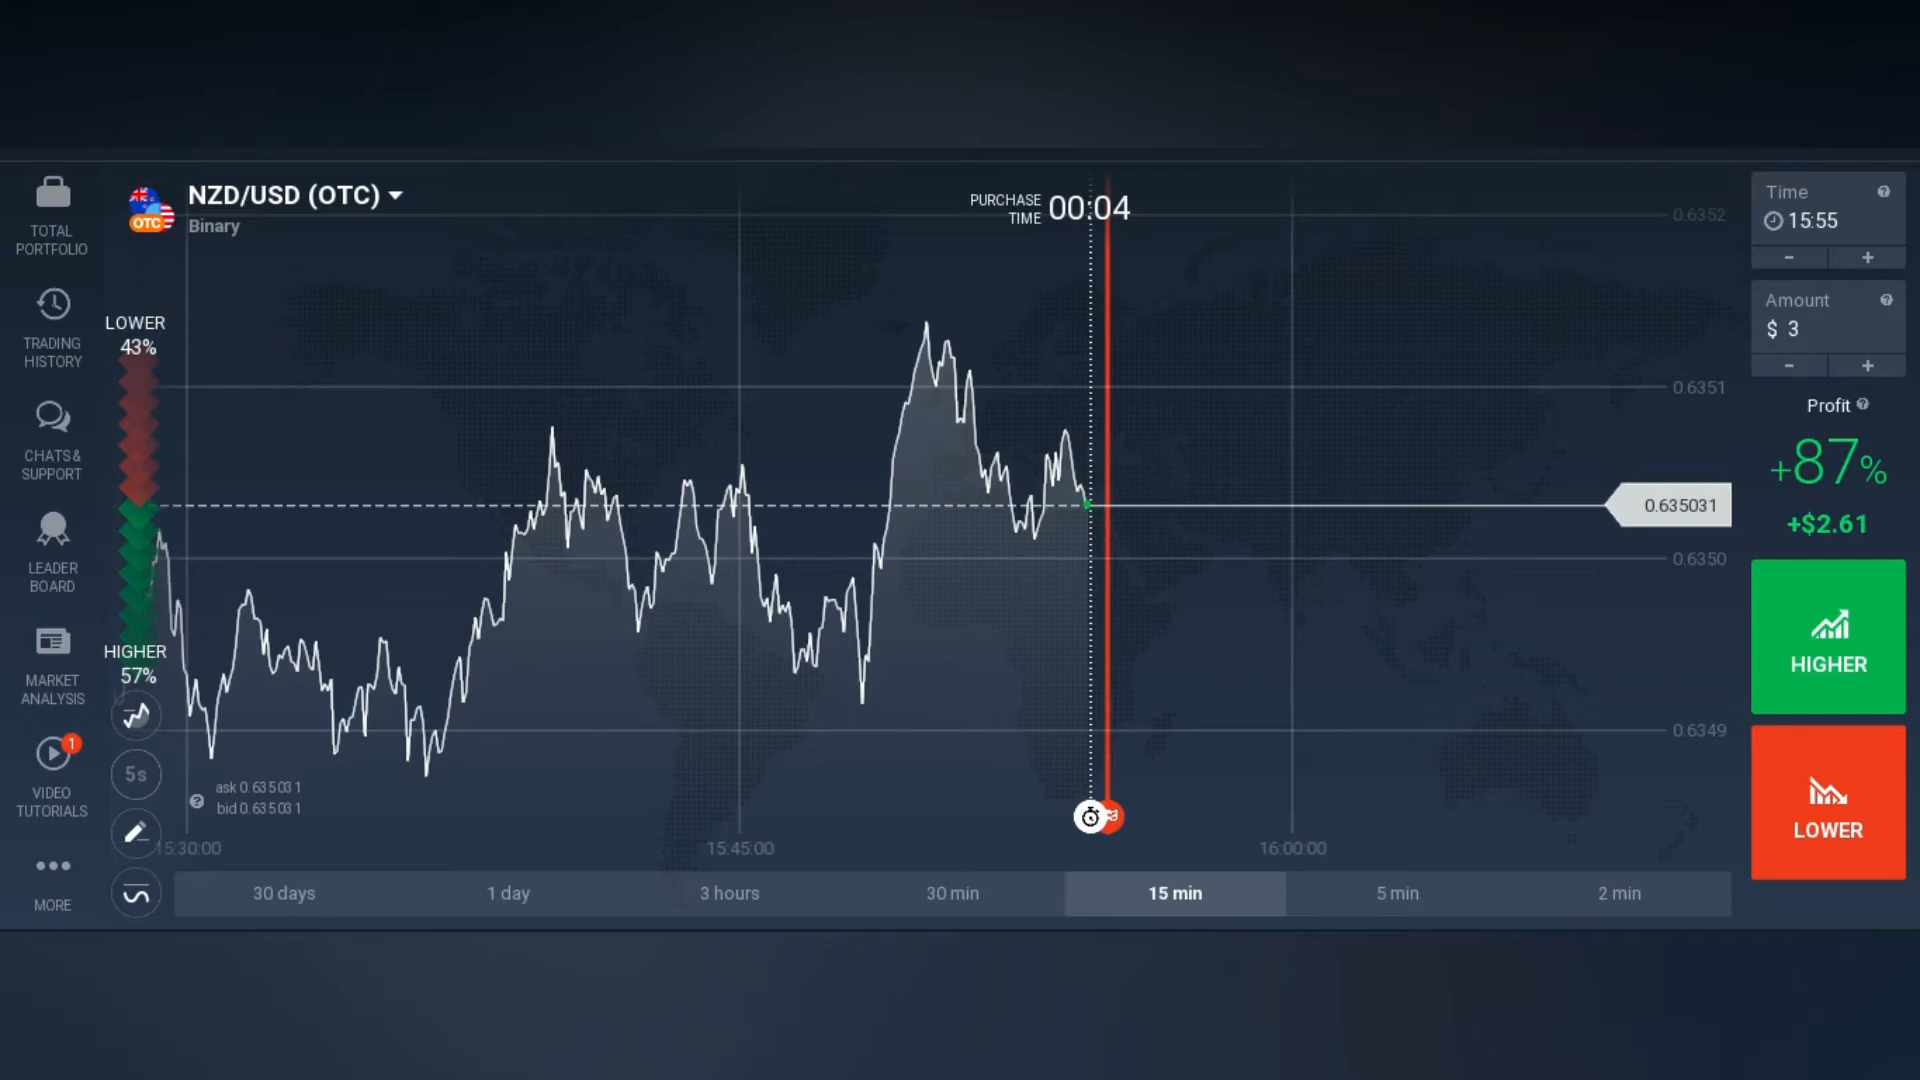 TOTAL
PORTFOLIO
TRADING
HISTORY
CHATS &
SUPPORT
LEADER
BOARD
MARKET
ANALYSIS
1
VIDEO
TUTORIALS
MORE
OTC
NZD/USD (OTC)
Binary
LOWER
43%
HIGHER
57%
5s
ask 0.635031
bid 0.635031
PURCHASE
TIME
00:04
0.6352
0.6351
0.635031
0.6350
0.6349
15:30:00
15:45:00
16:00:00
30 days
1 day
3 hours
30 min
15 min
5 min
2 min
Time
15:55
-
+
Amount
$ 3
-
+
Profit
+87%
+$2.61
HIGHER
LOWER